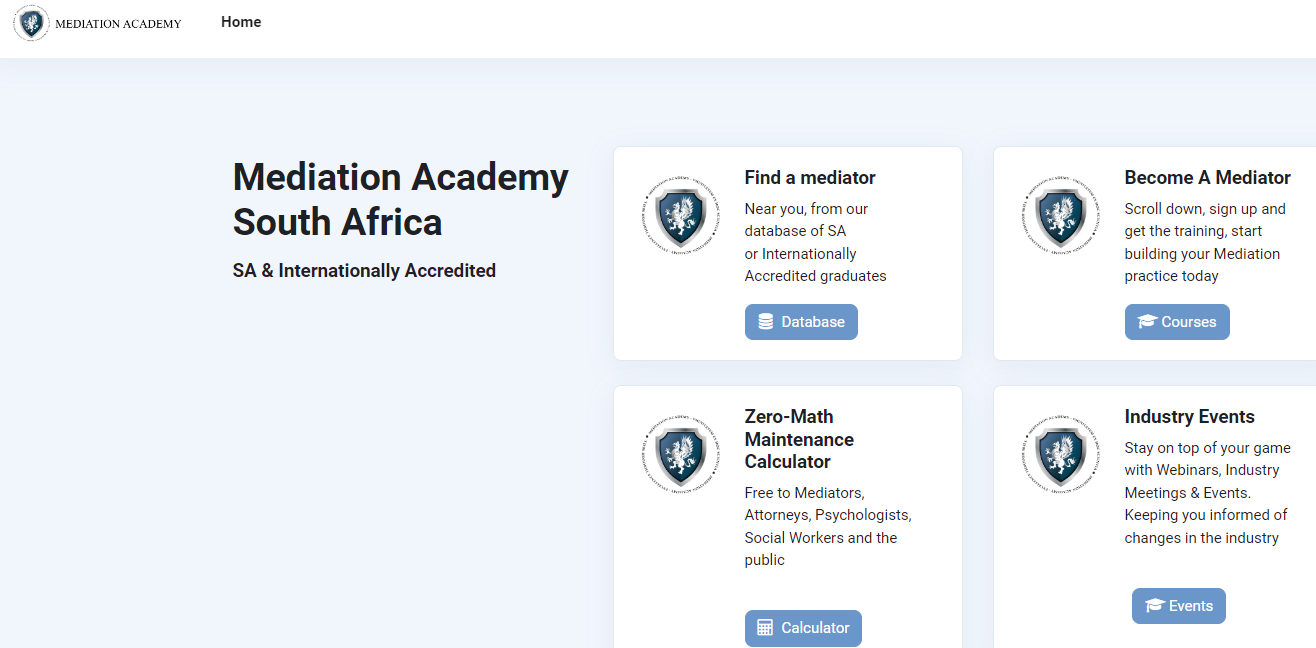 MEDIATION ACADEMY
Home
Mediation Academy
South Africa
SA & Internationally Accredited
Find a mediator
Near you, from our
database of SA
or Internationally
Accredited graduates
Database
Become A Mediator
Scroll down, sign up and
get the training, start
building your Mediation
practice today
Courses
Zero-Math
Maintenance
Calculator
Free to Mediators,
Attorneys, Psychologists,
Social Workers and the
public
Calculator
Industry Events
Stay on top of your game
with Webinars, Industry
Meetings & Events.
Keeping you informed of
changes in the industry
Events